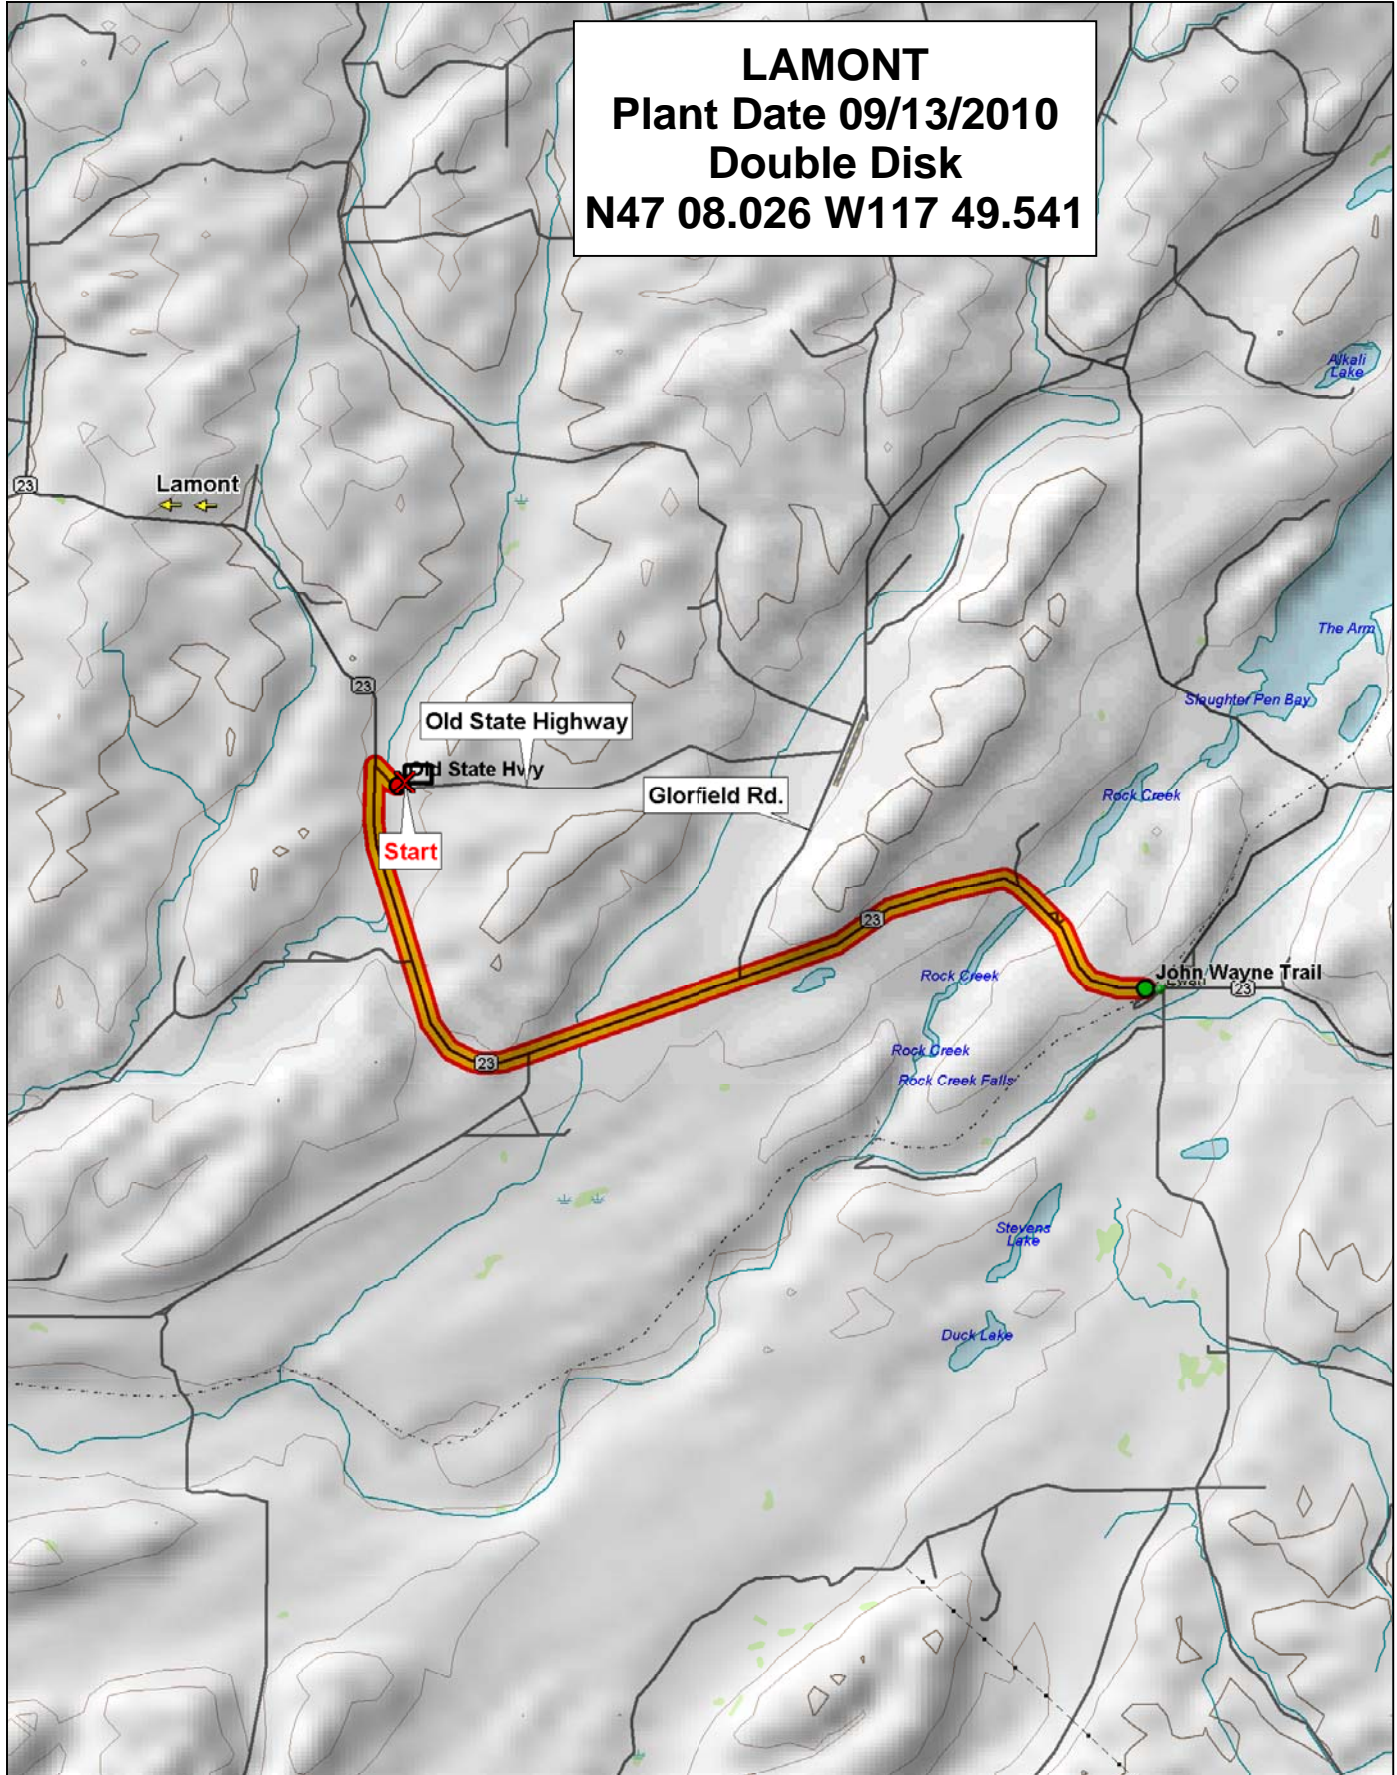 LAMONT
Plant Date 09/13/2010
Double Disk
N47 08.026 W117 49.541
Alkali
Lake
23
Lamont
The Arm
23
Slaughter Pen Bay
Old State Highway
Old State Hwy
Glorfield Rd.
Rock Creek
Start
23
John Wayne Trail
Rock Creek
Ewan
23
Rock Creek
23
Rock Creek Falls
Stevens
Lake
Duck Lake